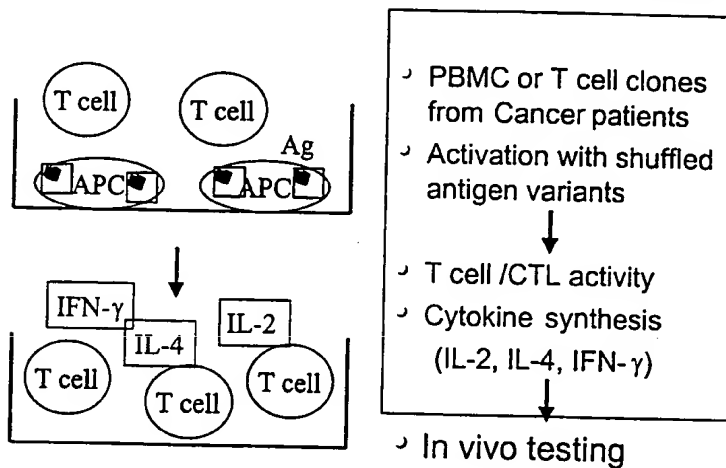 T cell
T cell
Ag
APC
APC
IFN-γ
IL-4
IL-2
T cell
T cell
T cell
PBMC or T cell clones
from Cancer patients
Activation with shuffled
antigen variants
T cell /CTL activity
Cytokine synthesis
(IL-2, IL-4, IFN-γ)
In vivo testing